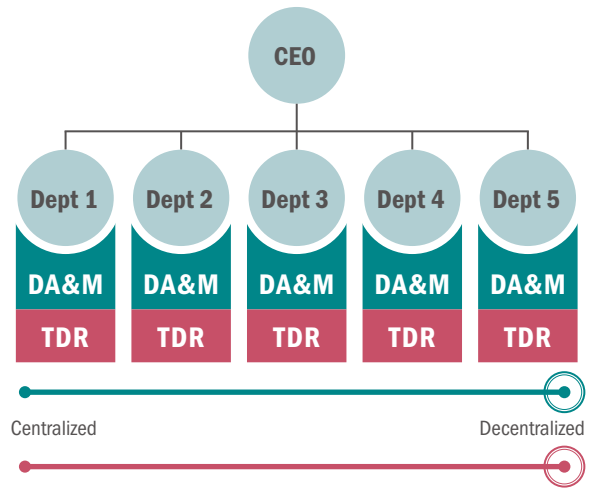 CEO
Dept 1 Dept 2 Dept 3 Dept 4 Dept 5
DA&M DA&M DA&M DA&M DA&M
TDR TDR TDR TDR TDR
Centralized Decentralized